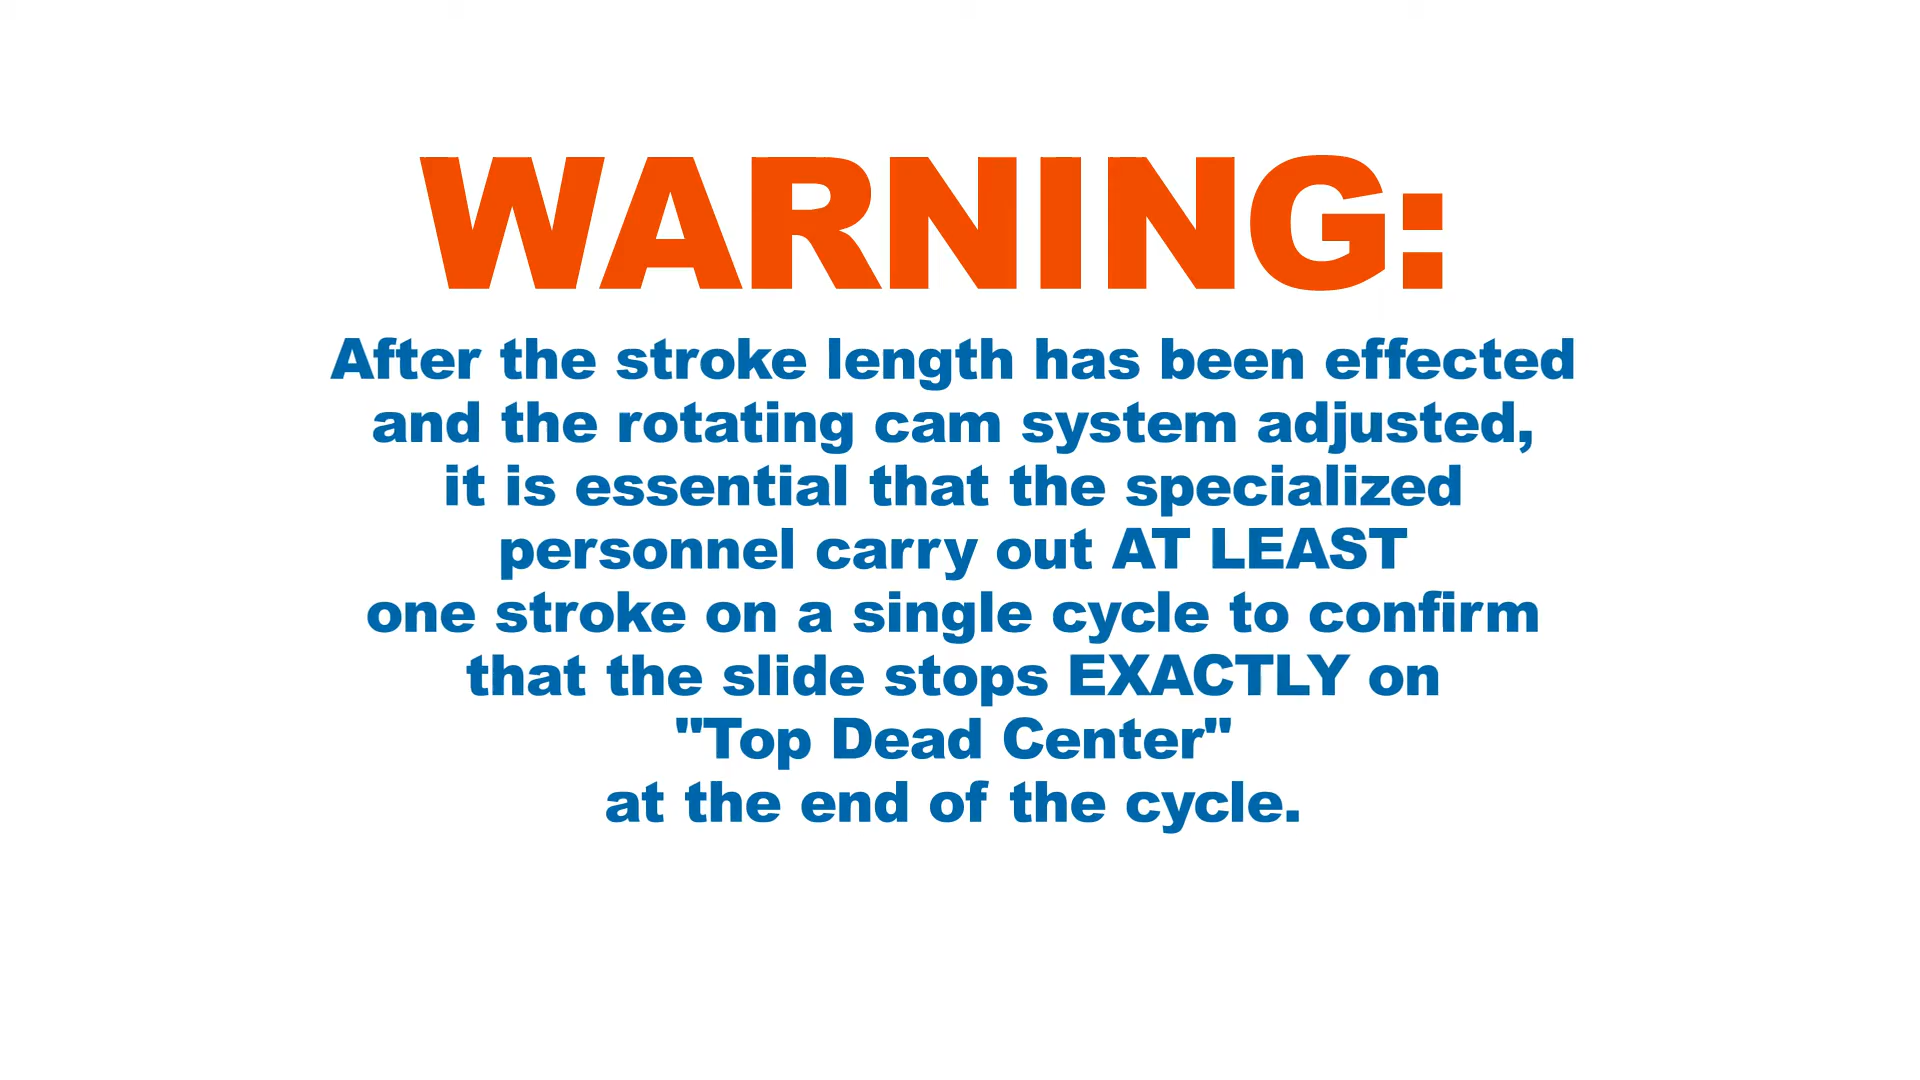 WARNING:
After the stroke length has been effected
and the rotating cam system adjusted,
it is essential that the specialized
personnel carry out AT LEAST
one stroke on a single cycle to confirm
that the slide stops EXACTLY on
"Top Dead Center"
at the end of the cycle.